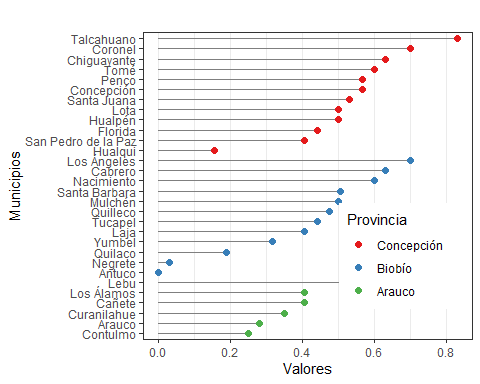 Talcahuano
Coronel
Chiguayante
Tomé
Penco
Concepción
Santa Juana
Lota
Hualpén
Florida
San Pedro de la Paz
Hualqui
Los Ángeles
Cabrero
Nacimiento
Santa Bárbara
Mulchén
Quilleco
Tucapel
Laja
Yumbel
Quilaco
Negrete
Antuco
Lebu
Los Álamos
Cañete
Curanilahue
Arauco
Contulmo
Municipios
Provincia
Concepción
Biobío
Arauco
0.0 0.2 0.4 0.6 0.8
Valores